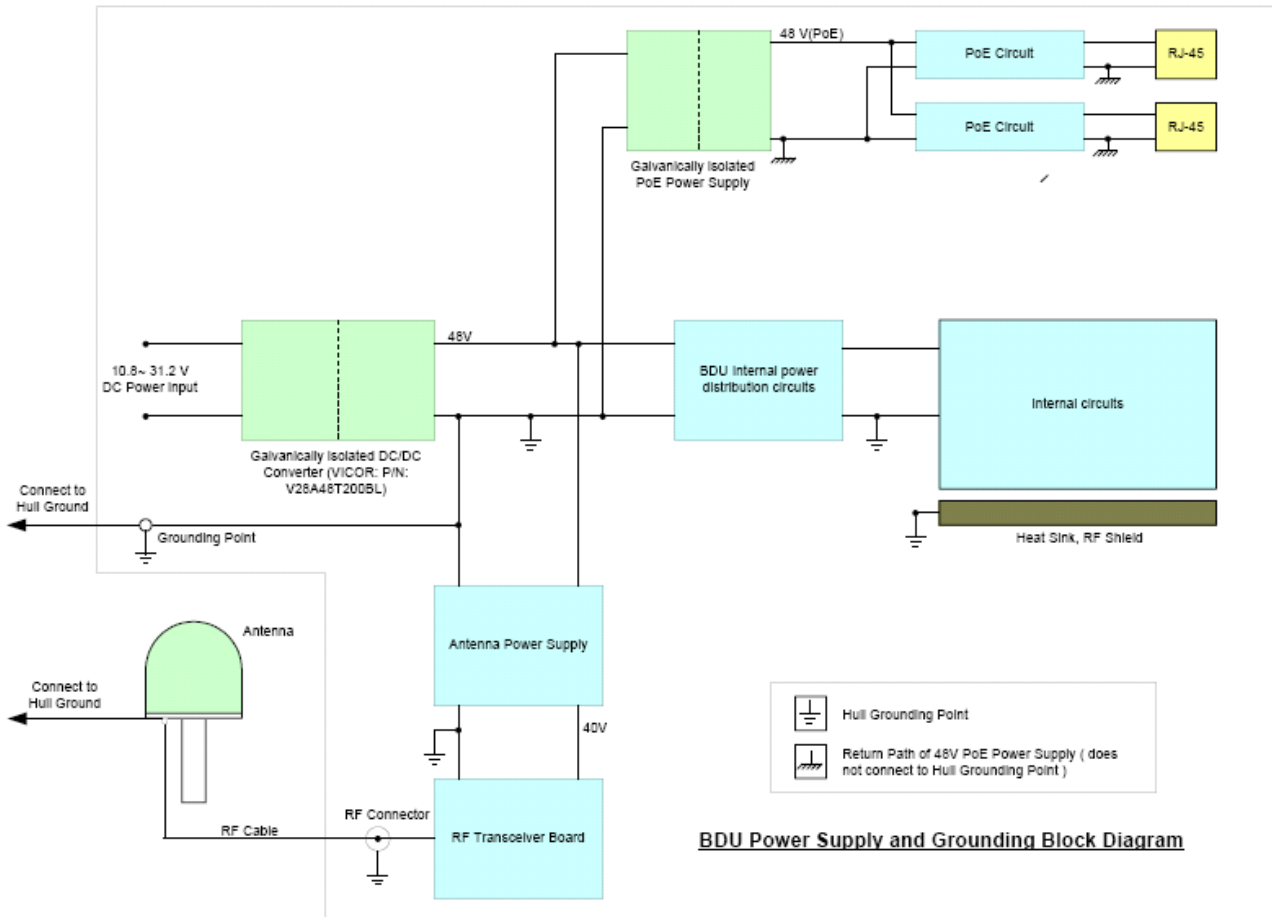 48 V(PoE)
PoE Circuit
RJ-45
PoE Circuit
RJ-45
Galvanically Isolated
PoE Power Supply
48V
10.8~ 31.2 V
DC Power Input
BDU Internal power
distribution circuits
Internal circuits
Galvanically Isolated DC/DC
Converter (VICOR: P/N:
V28A48T200BL)
Connect to
Hull Ground
Grounding Point
Heat Sink, RF Shield
Antenna
Antenna Power Supply
Connect to
Hull Ground
40V
Hull Grounding Point
Return Path of 48V PoE Power Supply ( does
not connect to Hull Grounding Point )
RF Connector
RF Cable
RF Transceiver Board
BDU Power Supply and Grounding Block Diagram